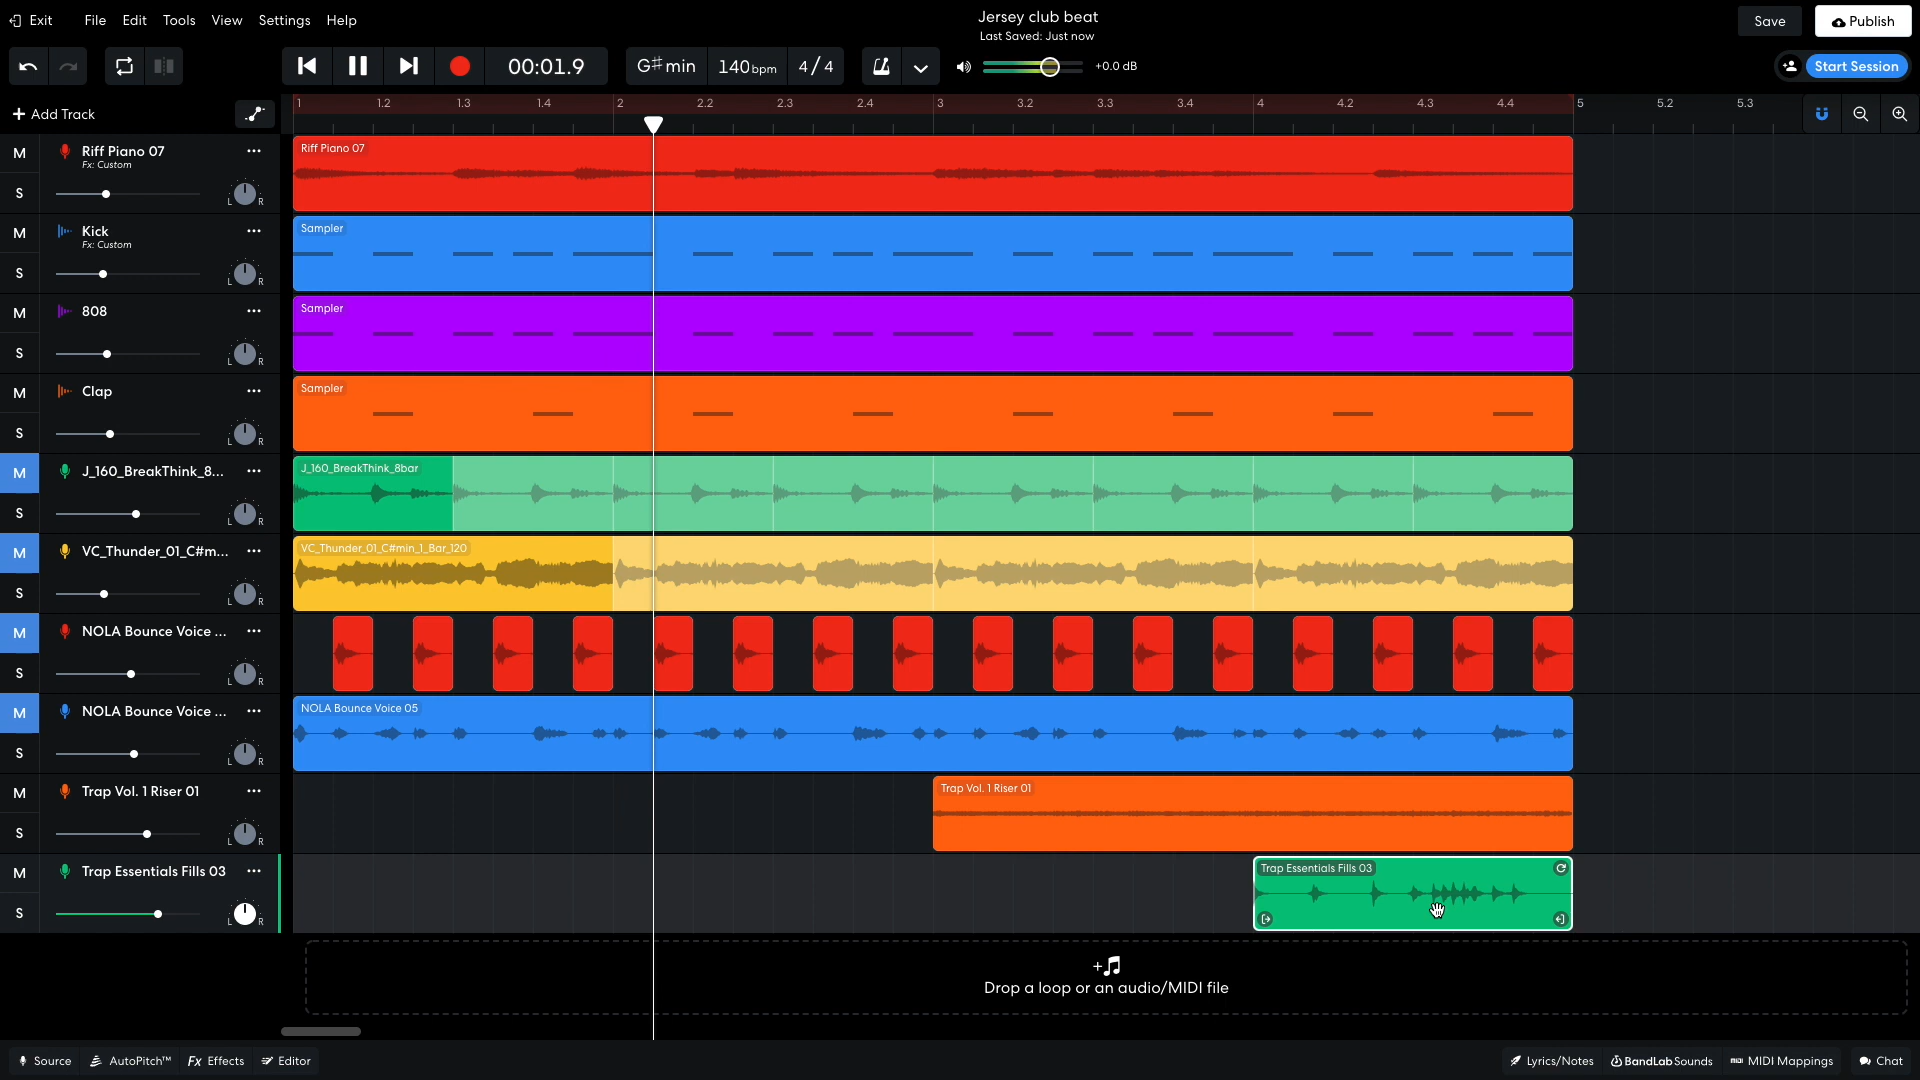 Exit File Edit Tools View Settings Help
Jersey club beat
Last Saved: Just now
Save Publish
00:01.9 G♯ min 140bpm 4/4 +0.0 dB Start Session
+ Add Track
1 1.2 1.3 1.4 2 2.2 2.3 2.4 3 3.2 3.3 3.4 4 4.2 4.3 4.4 5 5.2 5.3
M Riff Piano 07 ...
Fx: Custom
S L R
Riff Piano 07
M Kick ...
Fx: Custom
S L R
Sampler
M 808 ...
S L R
Sampler
M Clap ...
S L R
Sampler
M J_160_BreakThink_8... ...
S L R
J_160_BreakThink_8bar
M VC_Thunder_01_C#m... ...
S L R
VC_Thunder_01_C#min_1_Bar_120
M NOLA Bounce Voice ... ...
S L R
M NOLA Bounce Voice ... ...
S L R
NOLA Bounce Voice 05
M Trap Vol. 1 Riser 01 ...
S L R
Trap Vol. 1 Riser 01
M Trap Essentials Fills 03 ...
S L R
Trap Essentials Fills 03
Drop a loop or an audio/MIDI file
Source AutoPitch™ Fx Effects Editor Lyrics/Notes BandLab Sounds MIDI Mappings Chat